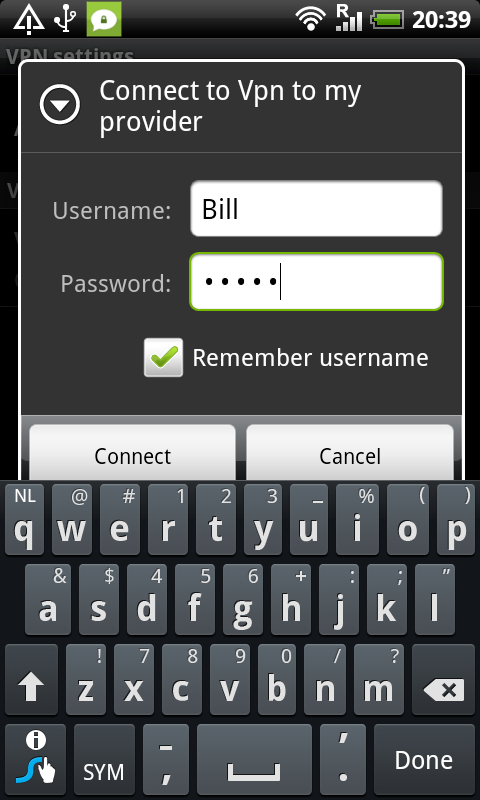 R 20:39
VPN settings
Connect to Vpn to my
provider
Username: Bill
Password: •••••
Remember username
Connect Cancel
NL @ # 1 2 3 _ % ( )
q w e r t y u i o p
& $ 4 5 6 + : ; "
a s d f g h j k l
! 7 8 9 0 / ?
z x c v b n m
SYM - , ' . Done